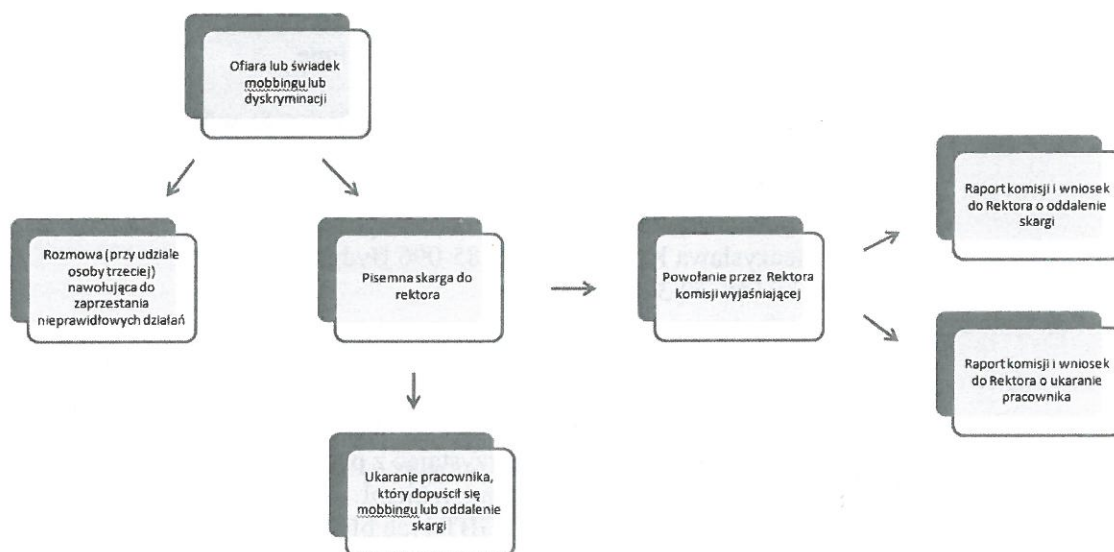 Ofiara lub świadek
mobbingu lub
dyskryminacji
Rozmowa (przy udziale
osoby trzeciej)
nawołująca do
zaprzestania
nieprawidłowych działań
Pisemna skarga do
rektora
Powołanie przez Rektora
komisji wyjaśniającej
Raport komisji i wniosek
do Rektora o oddalenie
skargi
Raport komisji i wniosek
do Rektora o ukaranie
pracownika
Ukaranie pracownika,
który dopuścił się
mobbingu lub oddalenie
skargi